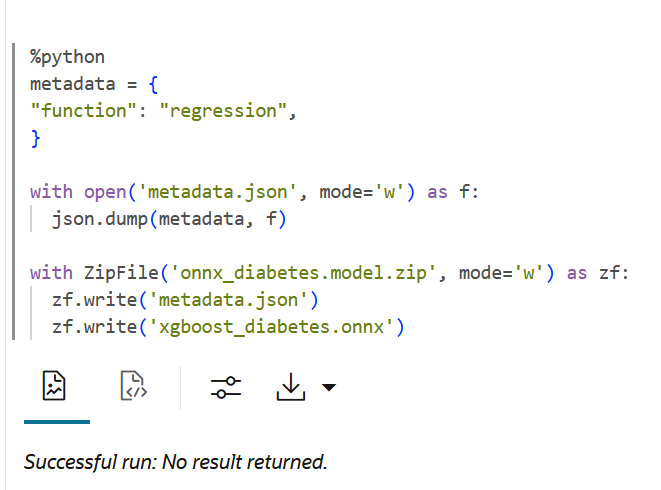 %python
metadata = {
"function": "regression",
}
with open('metadata.json', mode='w') as f:
json.dump(metadata, f)
with ZipFile('onnx_diabetes.model.zip', mode='w') as zf:
zf.write('metadata.json')
zf.write('xgboost_diabetes.onnx')
Successful run: No result returned.